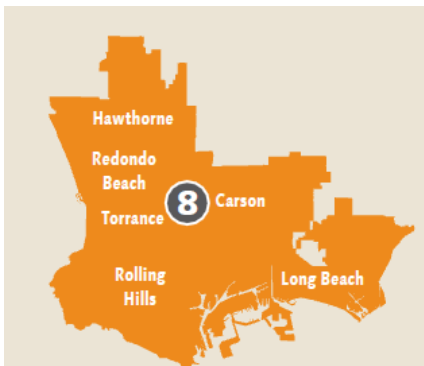 Hawthorne
Redondo
Beach
8
Carson
Torrance
Rolling
Hills
Long Beach